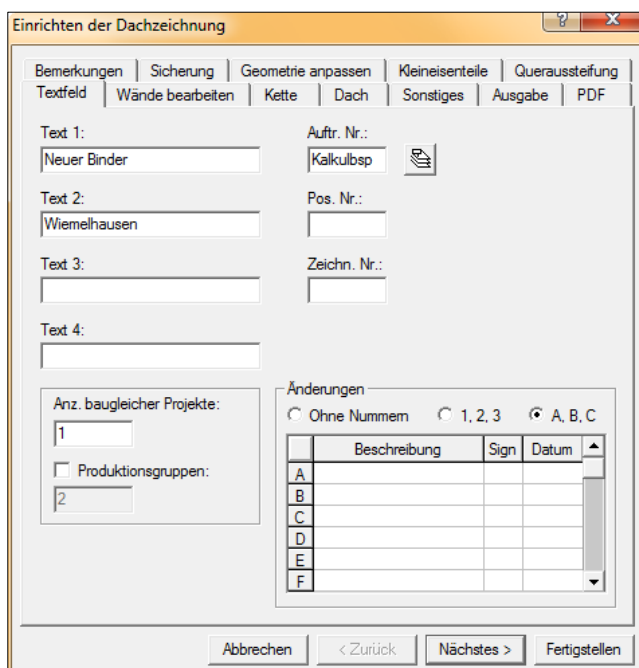 Einrichten der Dachzeichnung
Bemerkungen Sicherung Geometrie anpassen Kleineisenteile Queraussteifung
Textfeld Wände bearbeiten Kette Dach Sonstiges Ausgabe PDF
Text 1: Auftr. Nr.:
Neuer Binder Kalkulbsp
Text 2: Pos. Nr.:
Wiemelhausen
Text 3: Zeichn. Nr.:
Text 4:
Anz. baugleicher Projekte:
1
Produktionsgruppen:
2
Änderungen
Ohne Nummern 1, 2, 3 A, B, C
Beschreibung Sign Datum
A
B
C
D
E
F
Abbrechen < Zurück Nächstes > Fertigstellen